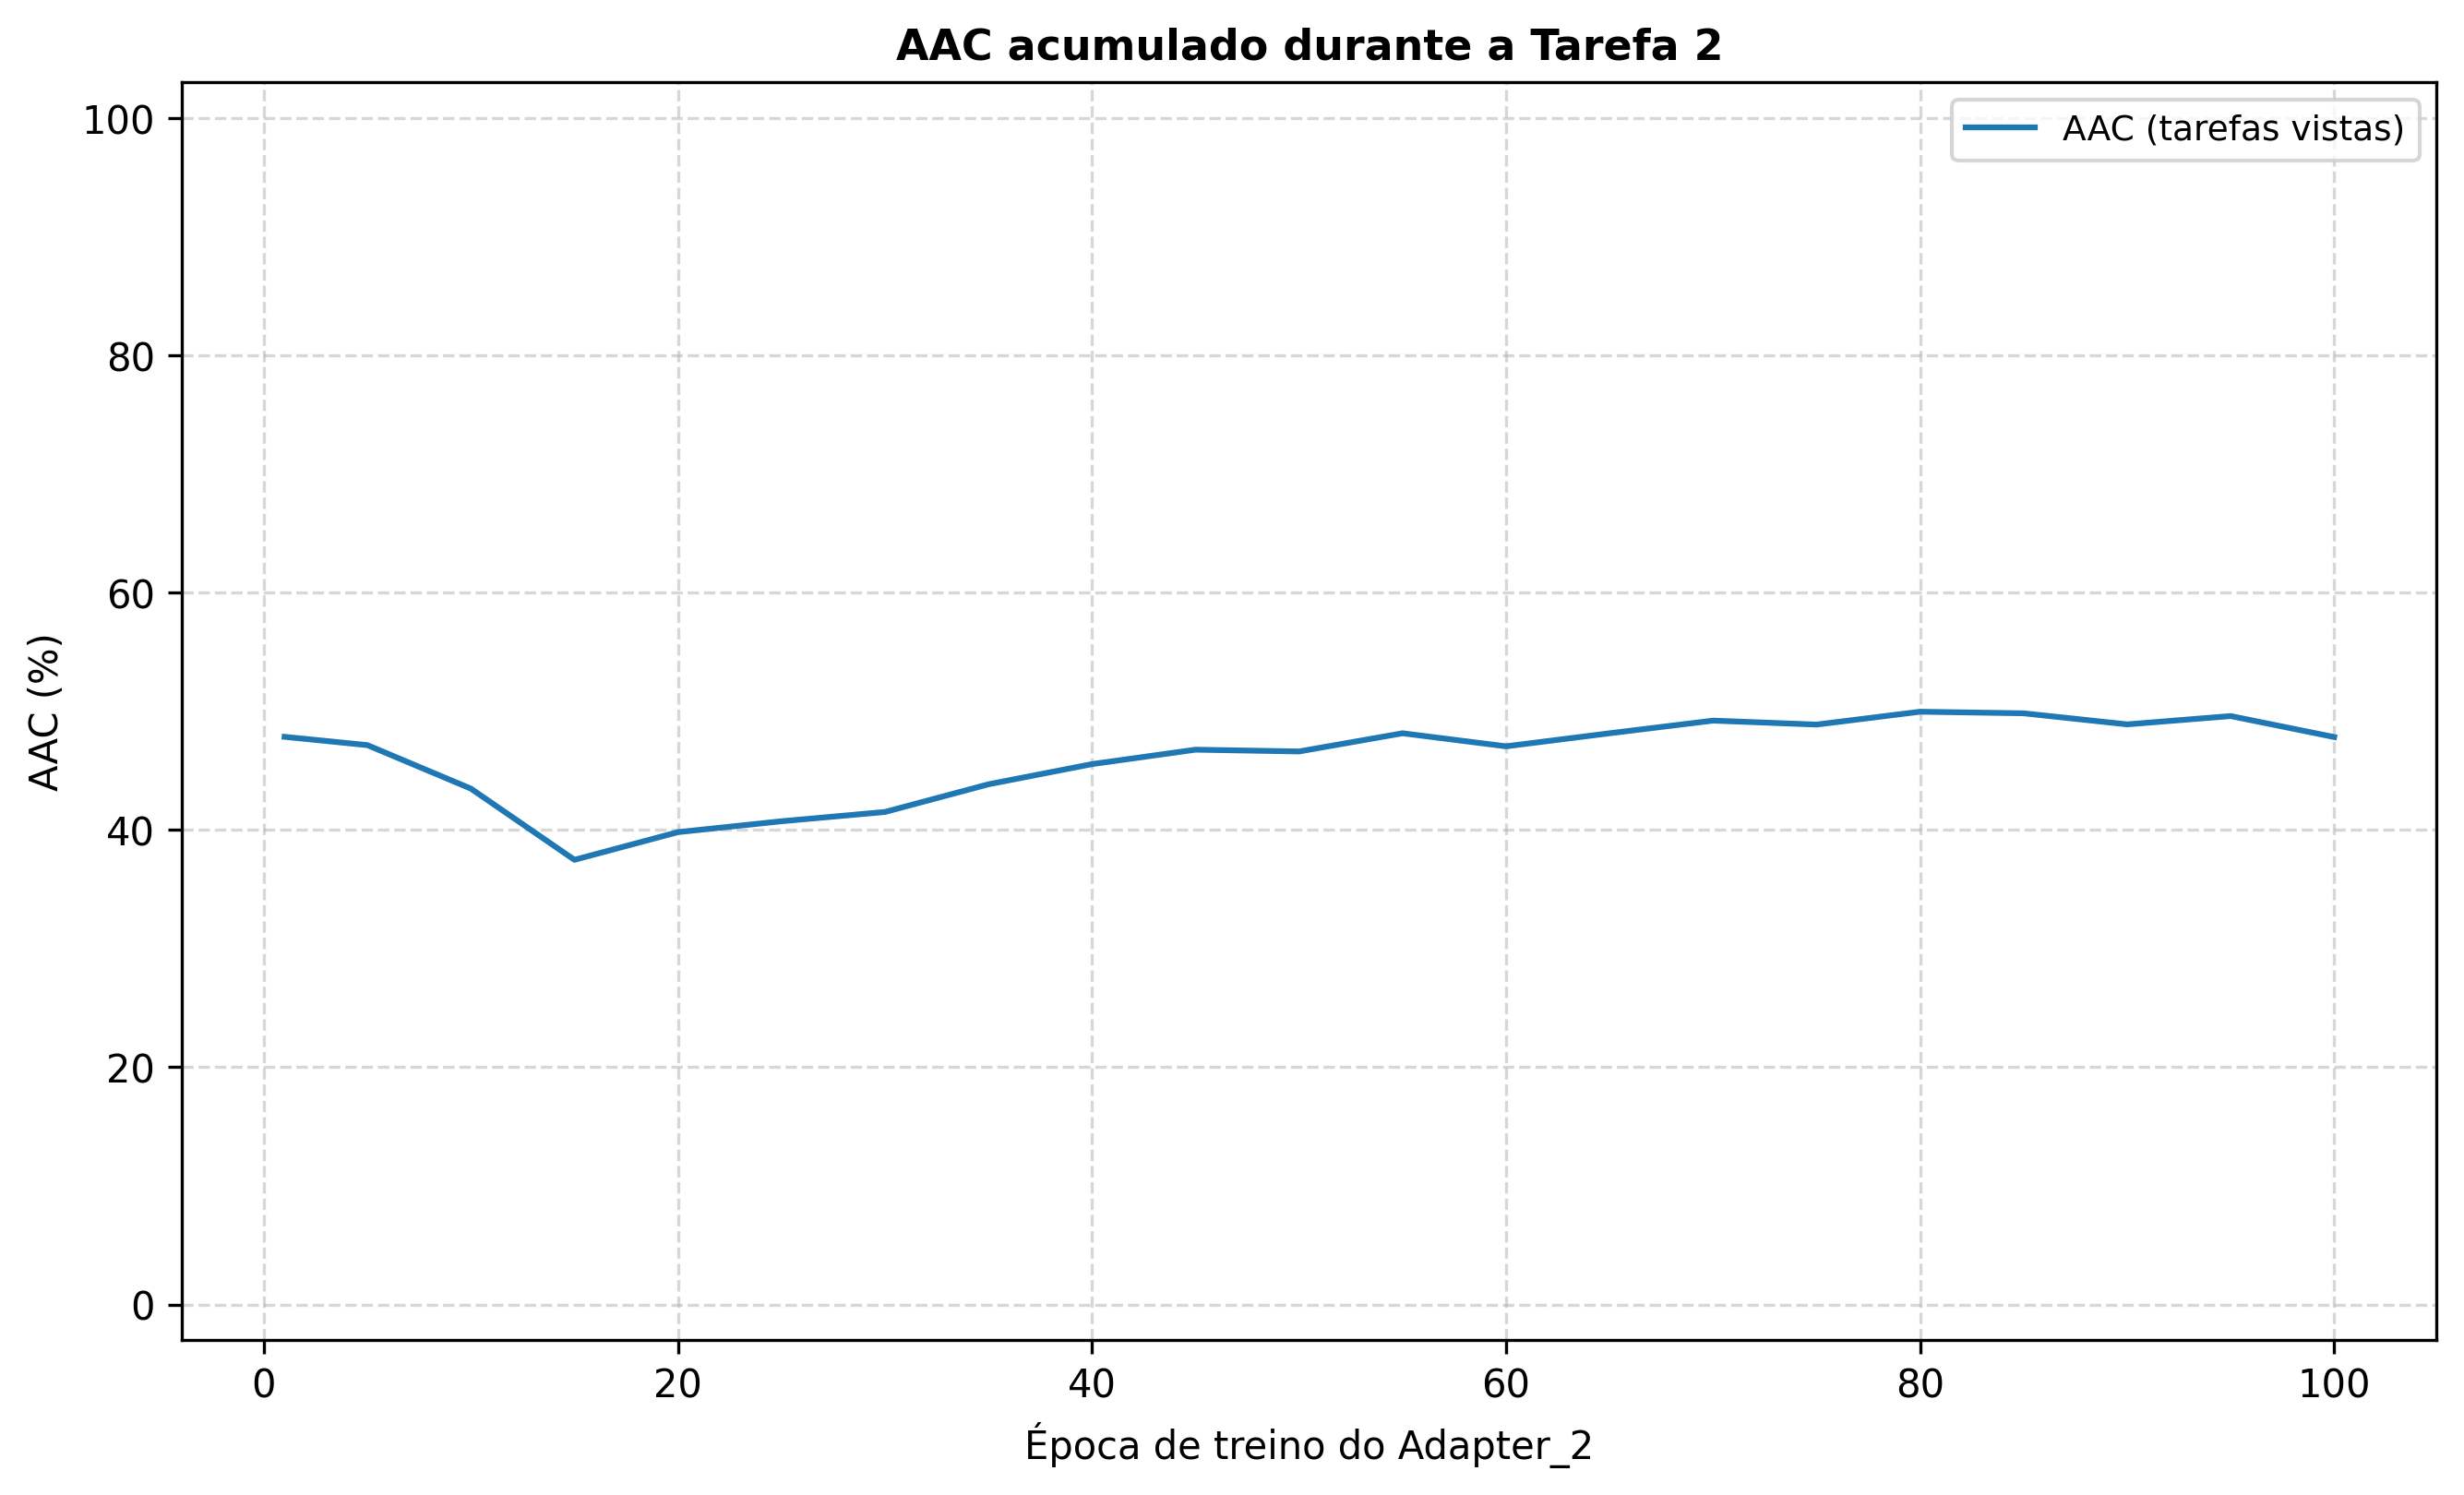 AAC acumulado durante a Tarefa 2
AAC (tarefas vistas)
AAC (%)
100
80
60
40
20
0
0 20 40 60 80 100
Época de treino do Adapter_2